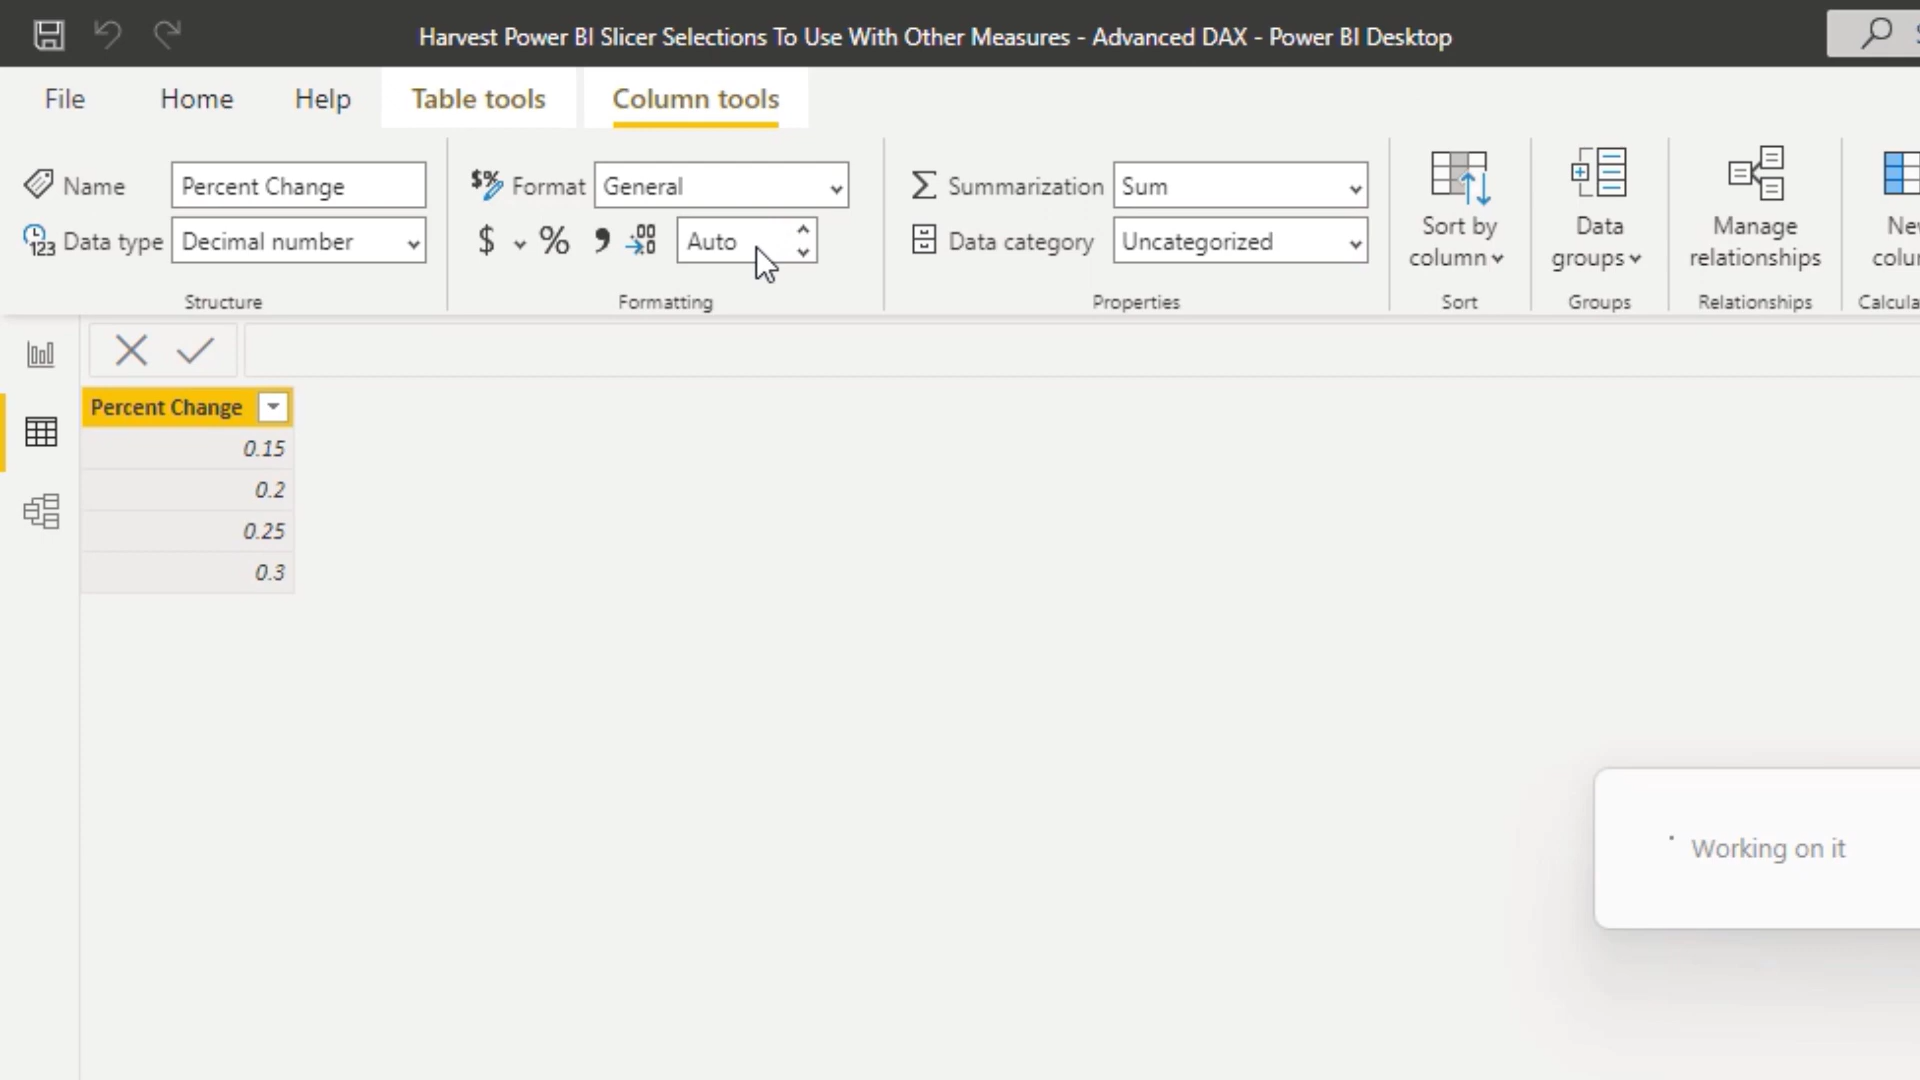 Harvest Power BI Slicer Selections To Use With Other Measures - Advanced DAX - Power BI Desktop
File Home Help Table tools Column tools
Name Percent Change
Data type Decimal number
Structure
$% Format General
$ % , Auto
Formatting
Summarization Sum
Data category Uncategorized
Properties
Sort by
column
Sort
Data
groups
Groups
Manage
relationships
Relationships
Percent Change
0.15
0.2
0.25
0.3
Working on it